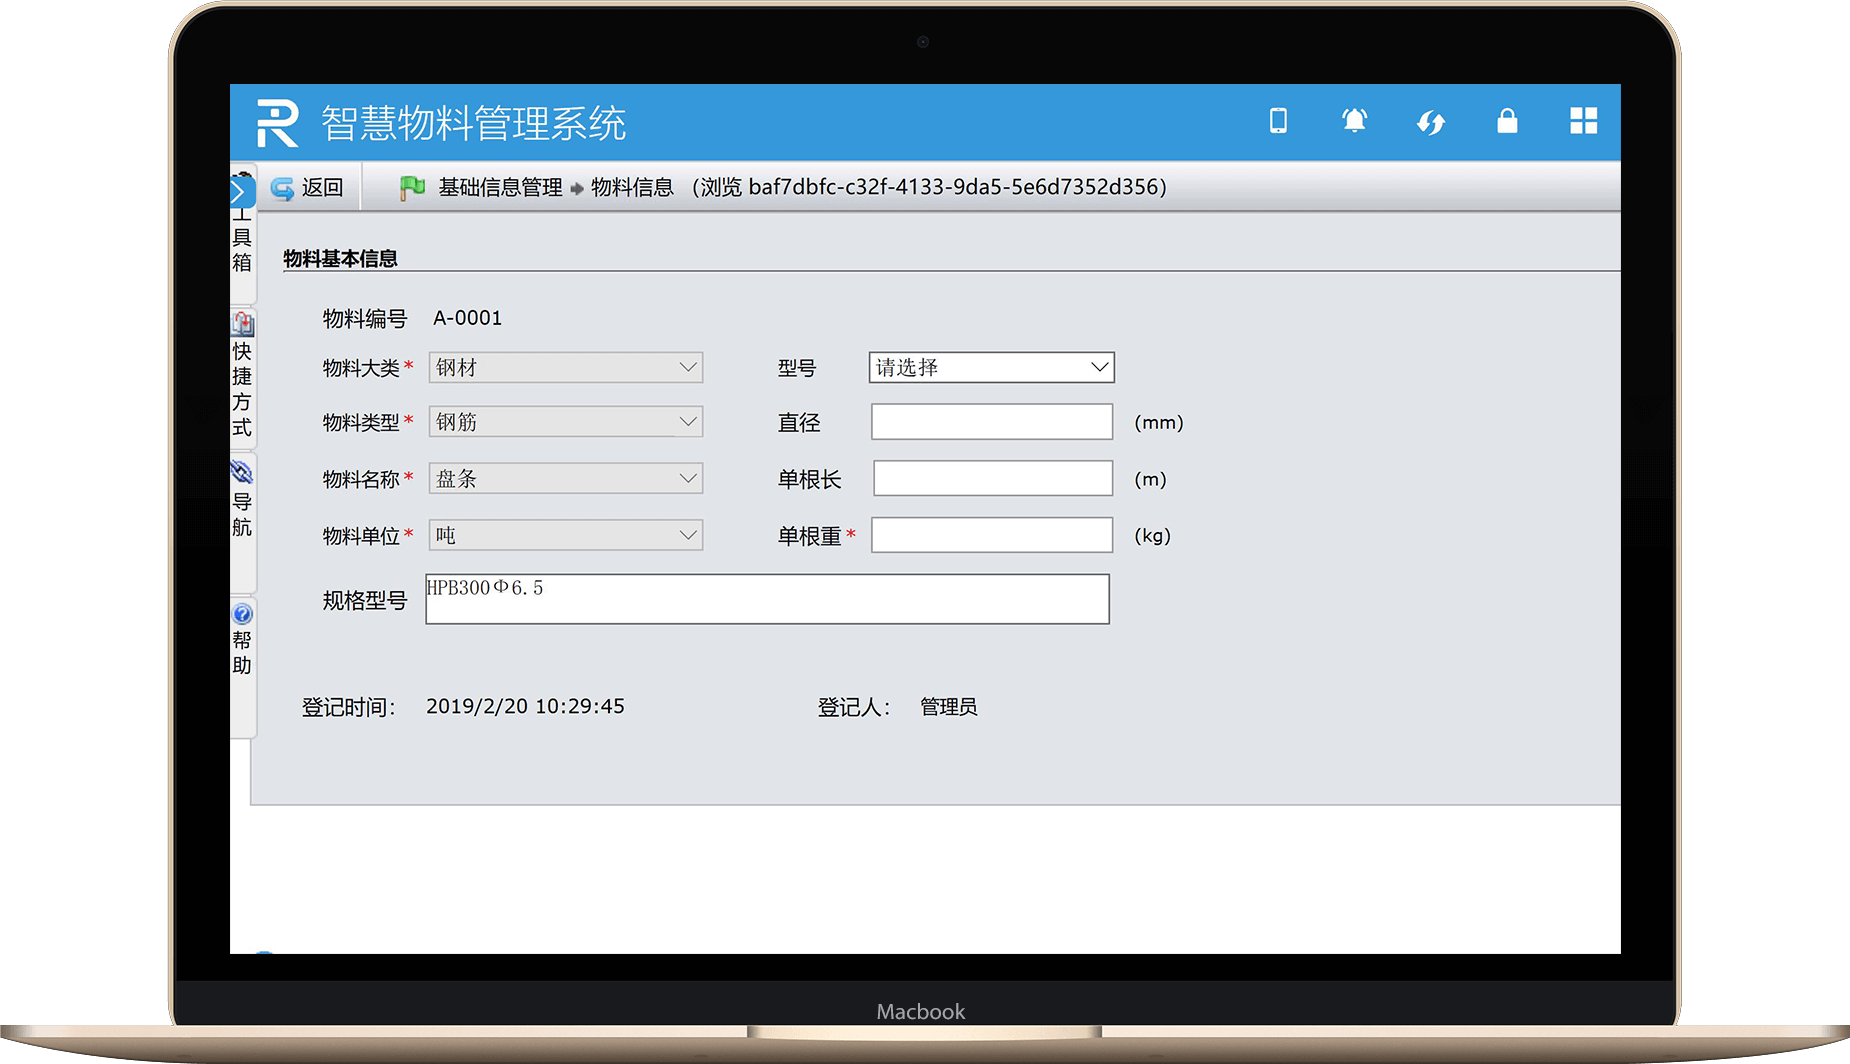 智慧物料管理系统
返回
基础信息管理 物料信息 (浏览 baf7dbfc-c32f-4133-9da5-5e6d7352d356)
工具箱
快捷方式
导航
帮助
物料基本信息
物料编号 A-0001
物料大类* 钢材 型号 请选择
物料类型* 钢筋 直径 (mm)
物料名称* 盘条 单根长 (m)
物料单位* 吨 单根重* (kg)
规格型号 HPB300Φ6.5
登记时间： 2019/2/20 10:29:45 登记人： 管理员
Macbook